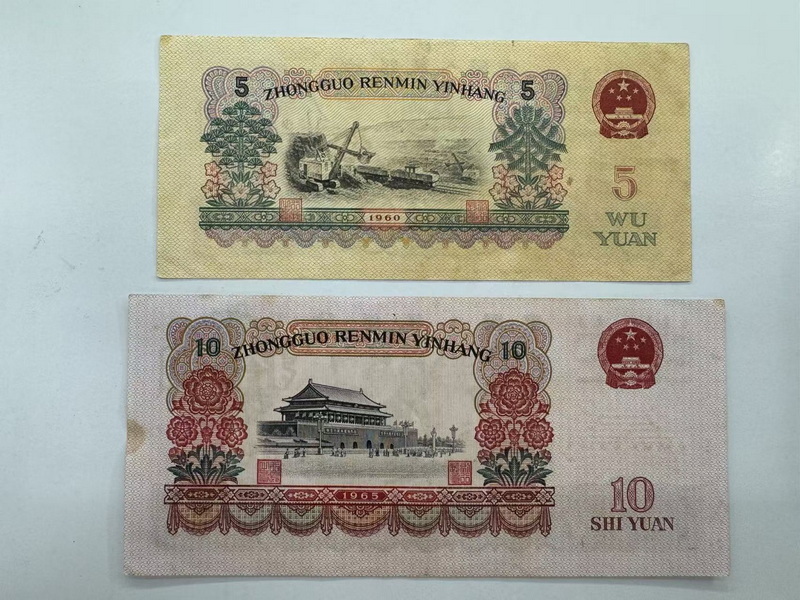 5 ZHONGGUO RENMIN YINHANG 5
1960
5
WU
YUAN
10 ZHONGGUO RENMIN YINHANG 10
1965
10
SHI YUAN